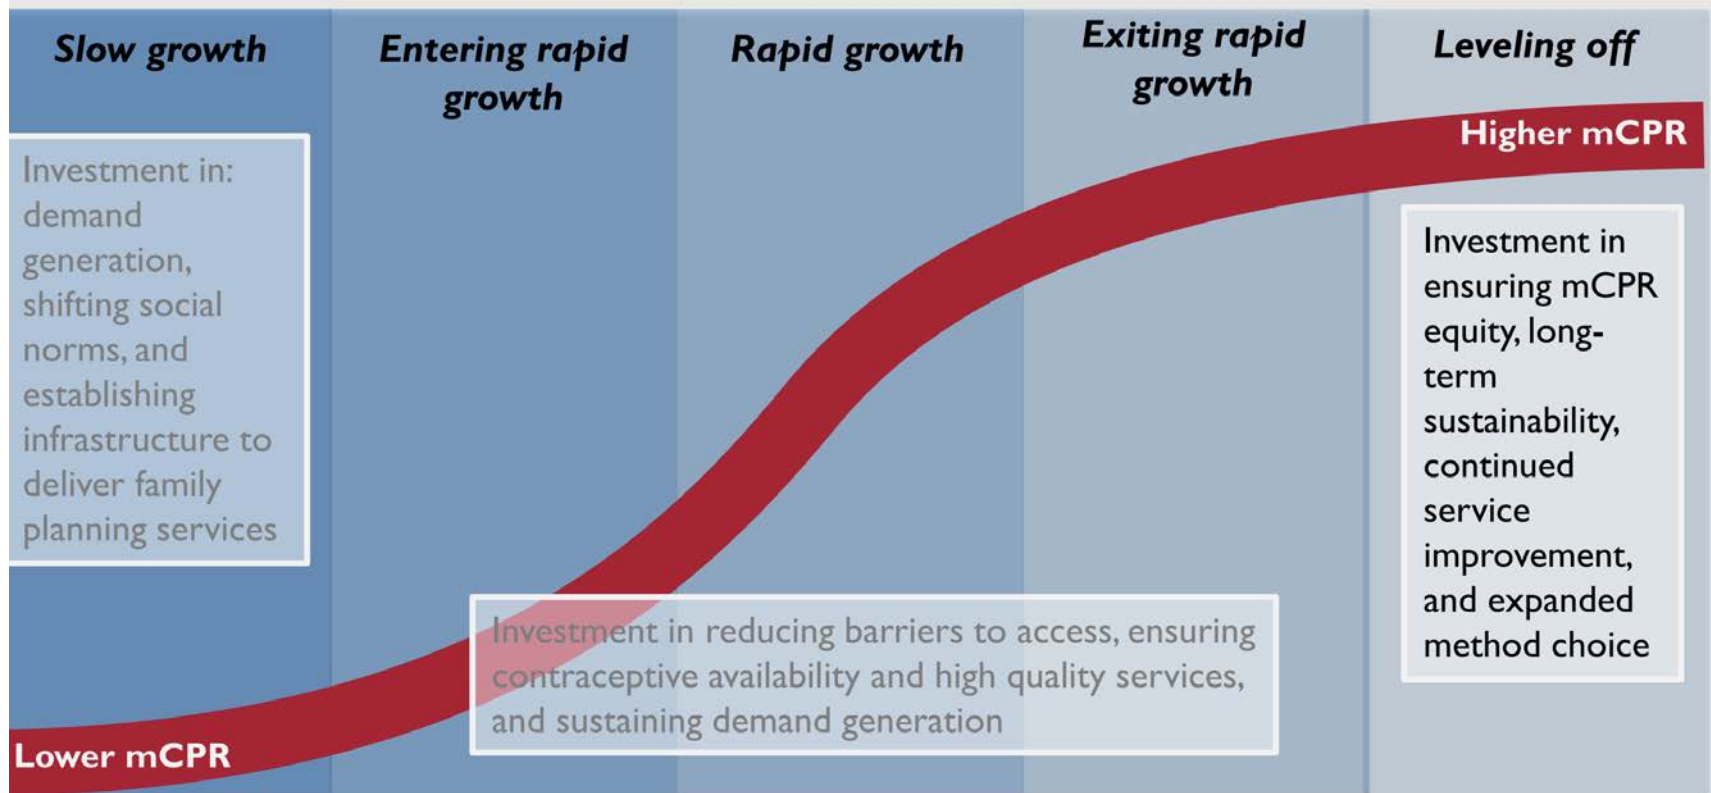 Slow growth
Entering rapid
growth
Rapid growth
Exiting rapid
growth
Leveling off
Higher mCPR
Investment in:
demand
generation,
shifting social
norms, and
establishing
infrastructure to
deliver family
planning services
Investment in
ensuring mCPR
equity, long-
term
sustainability,
continued
service
improvement,
and expanded
method choice
Investment in reducing barriers to access, ensuring
contraceptive availability and high quality services,
and sustaining demand generation
Lower mCPR